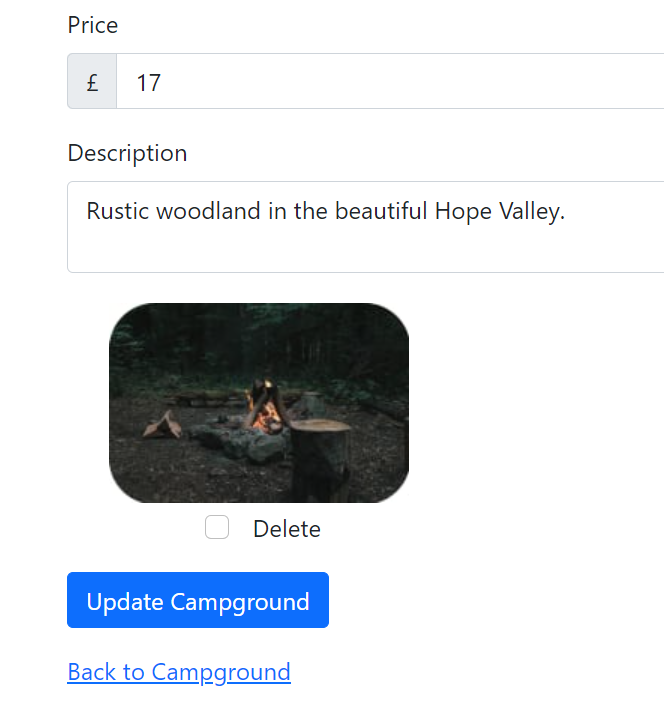 Price
£ 17
Description
Rustic woodland in the beautiful Hope Valley.
Delete
Update Campground
Back to Campground